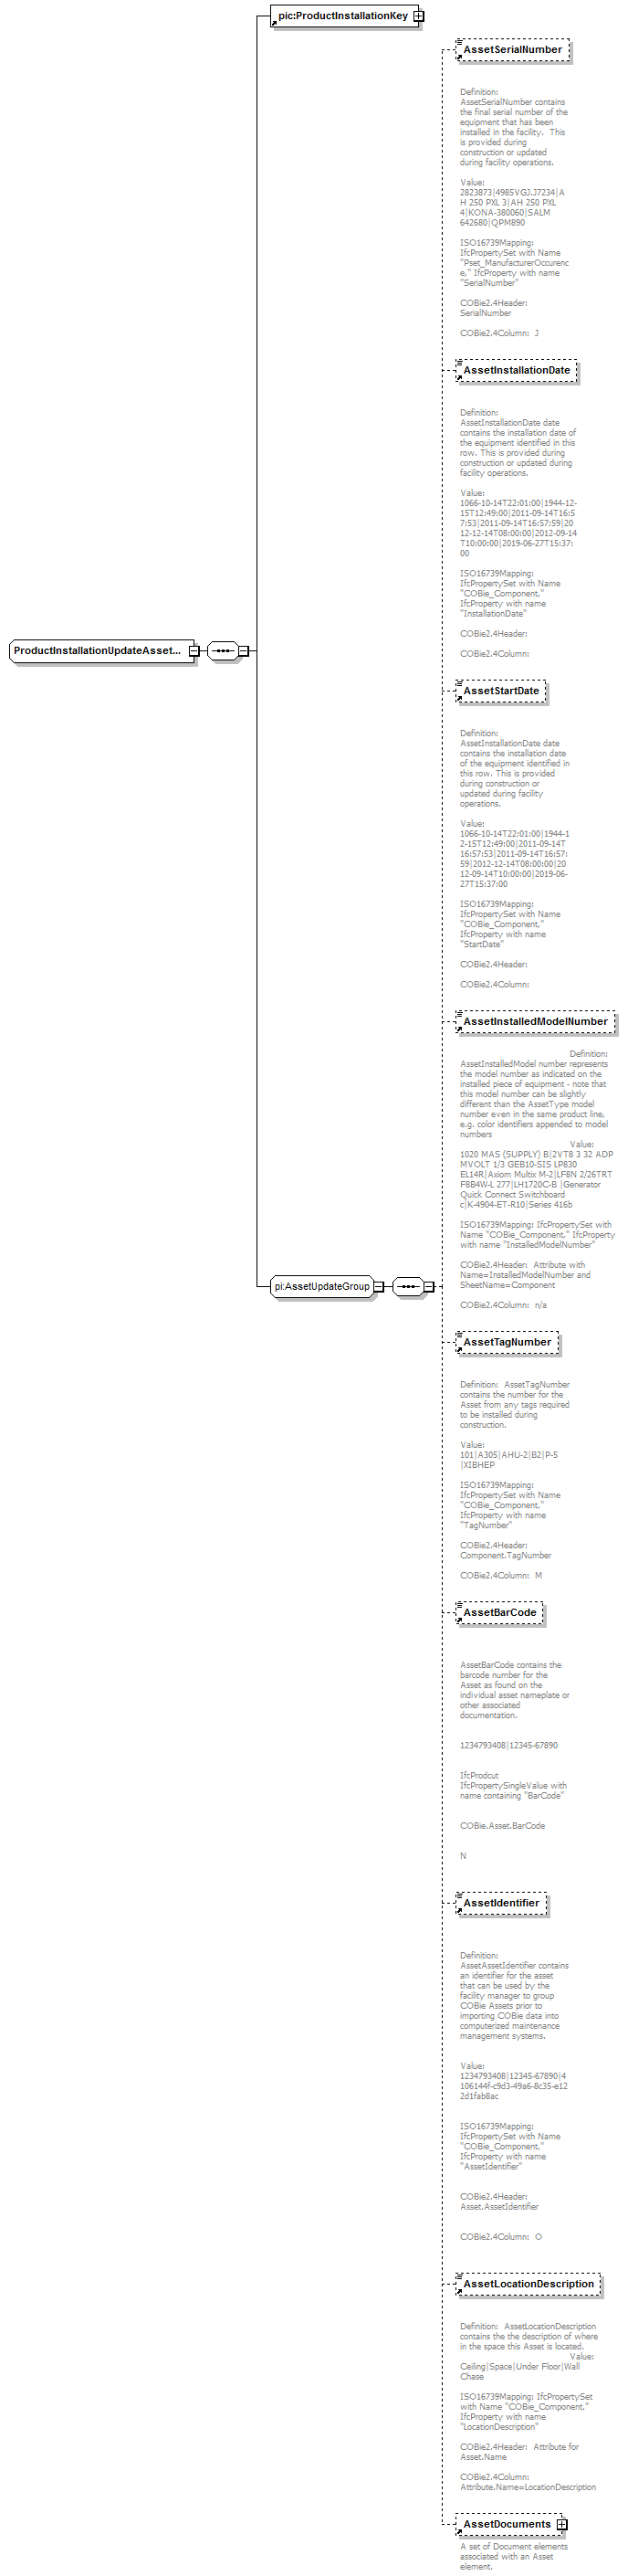 pic:ProductInstallationKey
AssetSerialNumber
Definition:
AssetSerialNumber contains
the final serial number of the
equipment that has been
installed in the facility. This
is provided during
construction or updated
during facility operations.
Value:
2823873|4985VGJ.J7234|A
H 250 PXL 3|AH 250 PXL
4|KONA-380060|SALM
642680|QPM890
ISO16739Mapping:
IfcPropertySet with Name
"Pset_ManufacturerOccurenc
e," IfcProperty with name
"SerialNumber"
COBie2.4Header:
SerialNumber
COBie2.4Column: J
AssetInstallationDate
Definition:
AssetInstallationDate date
contains the installation date of
the equipment identified in this
row. This is provided during
construction or updated during
facility operations.
Value:
1066-10-14T22:01:00|1944-12-
15T12:49:00|2011-09-14T16:5
7:53|2011-09-14T16:57:59|20
12-12-14T08:00:00|2012-09-14
T10:00:00|2019-06-27T15:37:
00
ISO16739Mapping:
IfcPropertySet with Name
"COBie_Component,"
IfcProperty with name
"InstallationDate"
COBie2.4Header:
COBie2.4Column:
ProductInstallationUpdateAsset...
AssetStartDate
Definition:
AssetInstallationDate date
contains the installation date
of the equipment identified in
this row. This is provided
during construction or
updated during facility
operations.
Value:
1066-10-14T22:01:00|1944-1
2-15T12:49:00|2011-09-14T
16:57:53|2011-09-14T16:57:
59|2012-12-14T08:00:00|20
12-09-14T10:00:00|2019-06-
27T15:37:00
ISO16739Mapping:
IfcPropertySet with Name
"COBie_Component,"
IfcProperty with name
"StartDate"
COBie2.4Header:
COBie2.4Column:
AssetInstalledModelNumber
Definition:
AssetInstalledModel number represents
the model number as indicated on the
installed piece of equipment - note that
this model number can be slightly
different than the AssetType model
number even in the same product line,
e.g. color identifiers appended to model
numbers
Value:
1020 MAS (SUPPLY) B|2VT8 3 32 ADP
MVOLT 1/3 GEB10-SIS LP830
EL14R|Axiom Multix M-2|LF8N 2/26TRT
F8B4W-L 277|LH1720C-B |Generator
Quick Connect Switchboard
c|K-4904-ET-R10|Series 416b
ISO16739Mapping: IfcPropertySet with
Name "COBie_Component," IfcProperty
with name "InstalledModelNumber"
COBie2.4Header: Attribute with
Name=InstalledModelNumber and
SheetName=Component
COBie2.4Column: n/a
pi:AssetUpdateGroup
AssetTagNumber
Definition: AssetTagNumber
contains the number for the
Asset from any tags required
to be installed during
construction.
Value:
101|A305|AHU-2|B2|P-5
|XIBHEP
ISO16739Mapping:
IfcPropertySet with Name
"COBie_Component,"
IfcProperty with name
"TagNumber"
COBie2.4Header:
Component.TagNumber
COBie2.4Column: M
AssetBarCode
AssetBarCode contains the
barcode number for the
Asset as found on the
individual asset nameplate or
other associated
documentation.
1234793408|12345-67890
IfcProdcut
IfcPropertySingleValue with
name containing "BarCode"
COBie.Asset.BarCode
N
AssetIdentifier
Definition:
AssetAssetIdentifier contains
an identifier for the asset
that can be used by the
facility manager to group
COBie Assets prior to
importing COBie data into
computerized maintenance
management systems.
Value:
1234793408|12345-67890|4
106144f-c9d3-49a6-8c35-e12
2d1fab8ac
ISO16739Mapping:
IfcPropertySet with Name
"COBie_Component,"
IfcProperty with name
"AssetIdentifier"
COBie2.4Header:
Asset.AssetIdentifier
COBie2.4Column: O
AssetLocationDescription
Definition: AssetLocationDescription
contains the the description of where
in the space this Asset is located.
Value:
Ceiling|Space|Under Floor|Wall
Chase
ISO16739Mapping: IfcPropertySet
with Name "COBie_Component,"
IfcProperty with name
"LocationDescription"
COBie2.4Header: Attribute for
Asset.Name
COBie2.4Column:
Attribute.Name=LocationDescription
AssetDocuments
A set of Document elements
associated with an Asset
element.